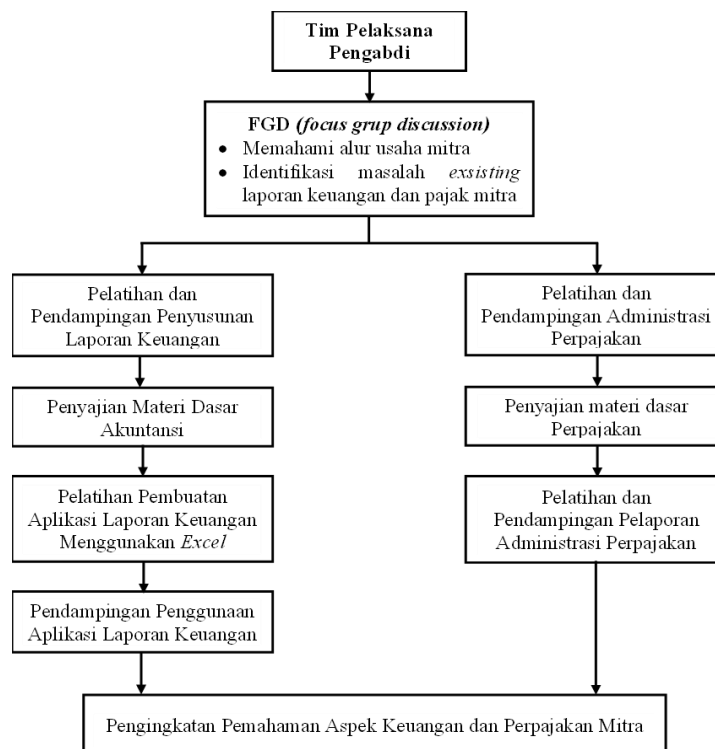 Tim Pelaksana
Pengabdi
FGD (focus grup discussion)
• Memahami alur usaha mitra
• Identifikasi masalah exsisting
laporan keuangan dan pajak mitra
Pelatihan dan
Pendampingan Penyusunan
Laporan Keuangan
Penyajian Materi Dasar
Akuntansi
Pelatihan Pembuatan
Aplikasi Laporan Keuangan
Menggunakan Excel
Pendampingan Penggunaan
Aplikasi Laporan Keuangan
Pelatihan dan
Pendampingan Administrasi
Perpajakan
Penyajian materi dasar
Perpajakan
Pelatihan dan
Pendampingan Pelaporan
Administrasi Perpajakan
Pengingkatan Pemahaman Aspek Keuangan dan Perpajakan Mitra